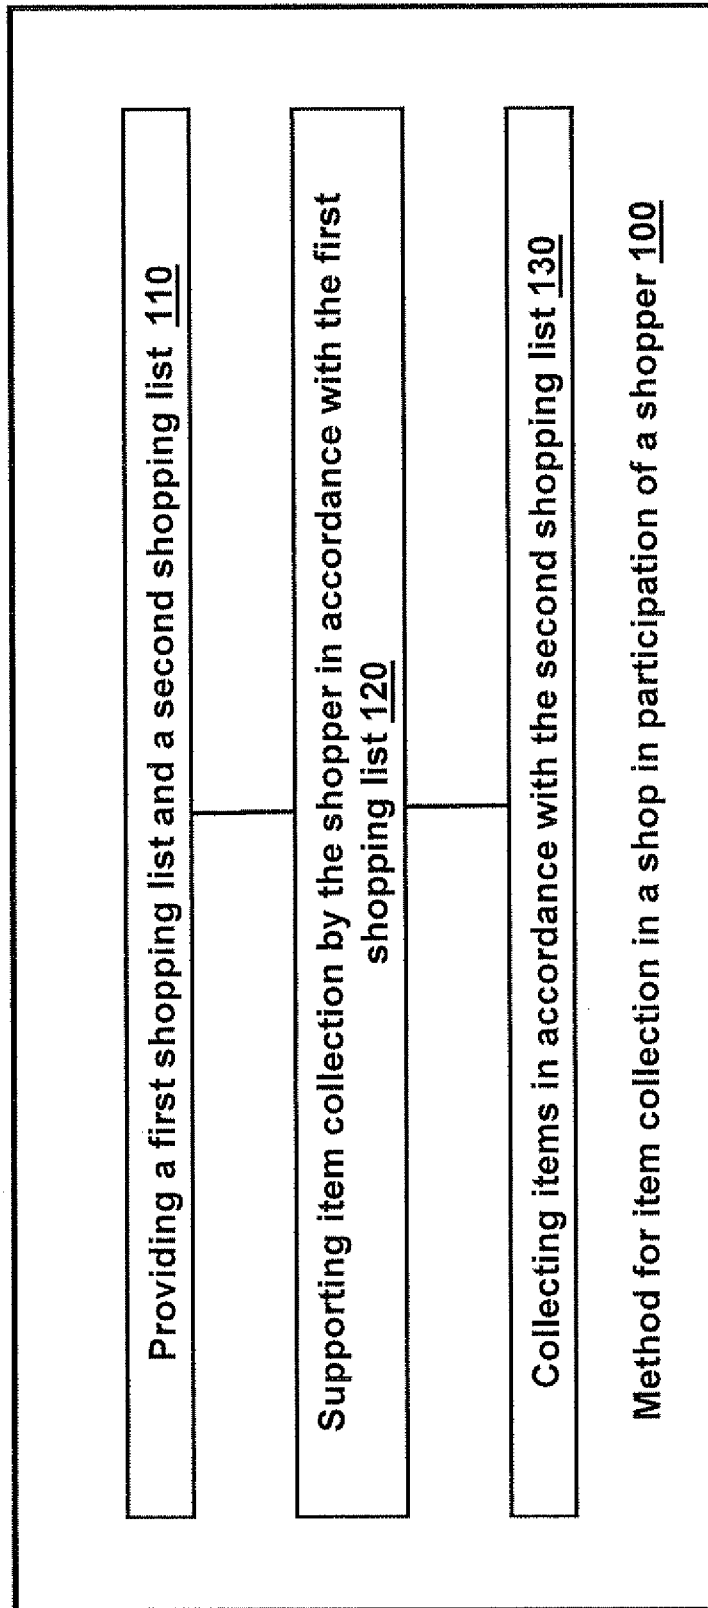 Providing a first shopping list and a second shopping list 110
Supporting item collection by the shopper in accordance with the first
shopping list 120
Collecting items in accordance with the second shopping list 130
Method for item collection in a shop in participation of a shopper 100